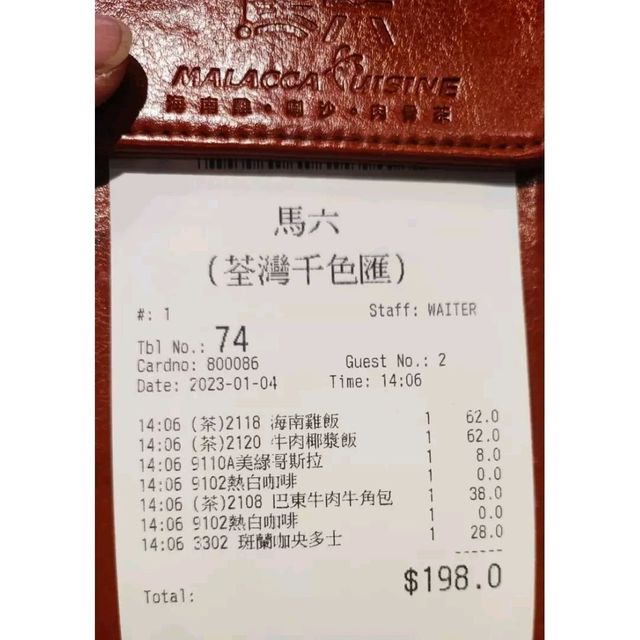 MALACCA CUISINE
海南雞•喇沙•肉骨茶
馬六
(荃灣千色匯)
#: 1 Staff: WAITER
Tbl No.: 74
Cardno: 800086 Guest No.: 2
Date: 2023-01-04 Time: 14:06
14:06 (茶)2118 海南雞飯 1 62.0
14:06 (茶)2120 牛肉椰漿飯 1 62.0
14:06 9110A美綠哥斯拉 1 8.0
14:06 9102熱白咖啡 1 0.0
14:06 (茶)2108 巴東牛肉牛角包 1 38.0
14:06 9102熱白咖啡 1 0.0
14:06 3302 斑蘭咖央多士 1 28.0
------
Total: $198.0